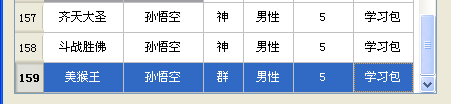 157 齐天大圣 孙悟空 神 男性 5 学习包
158 斗战胜佛 孙悟空 神 男性 5 学习包
159 美猴王 孙悟空 群 男性 5 学习包